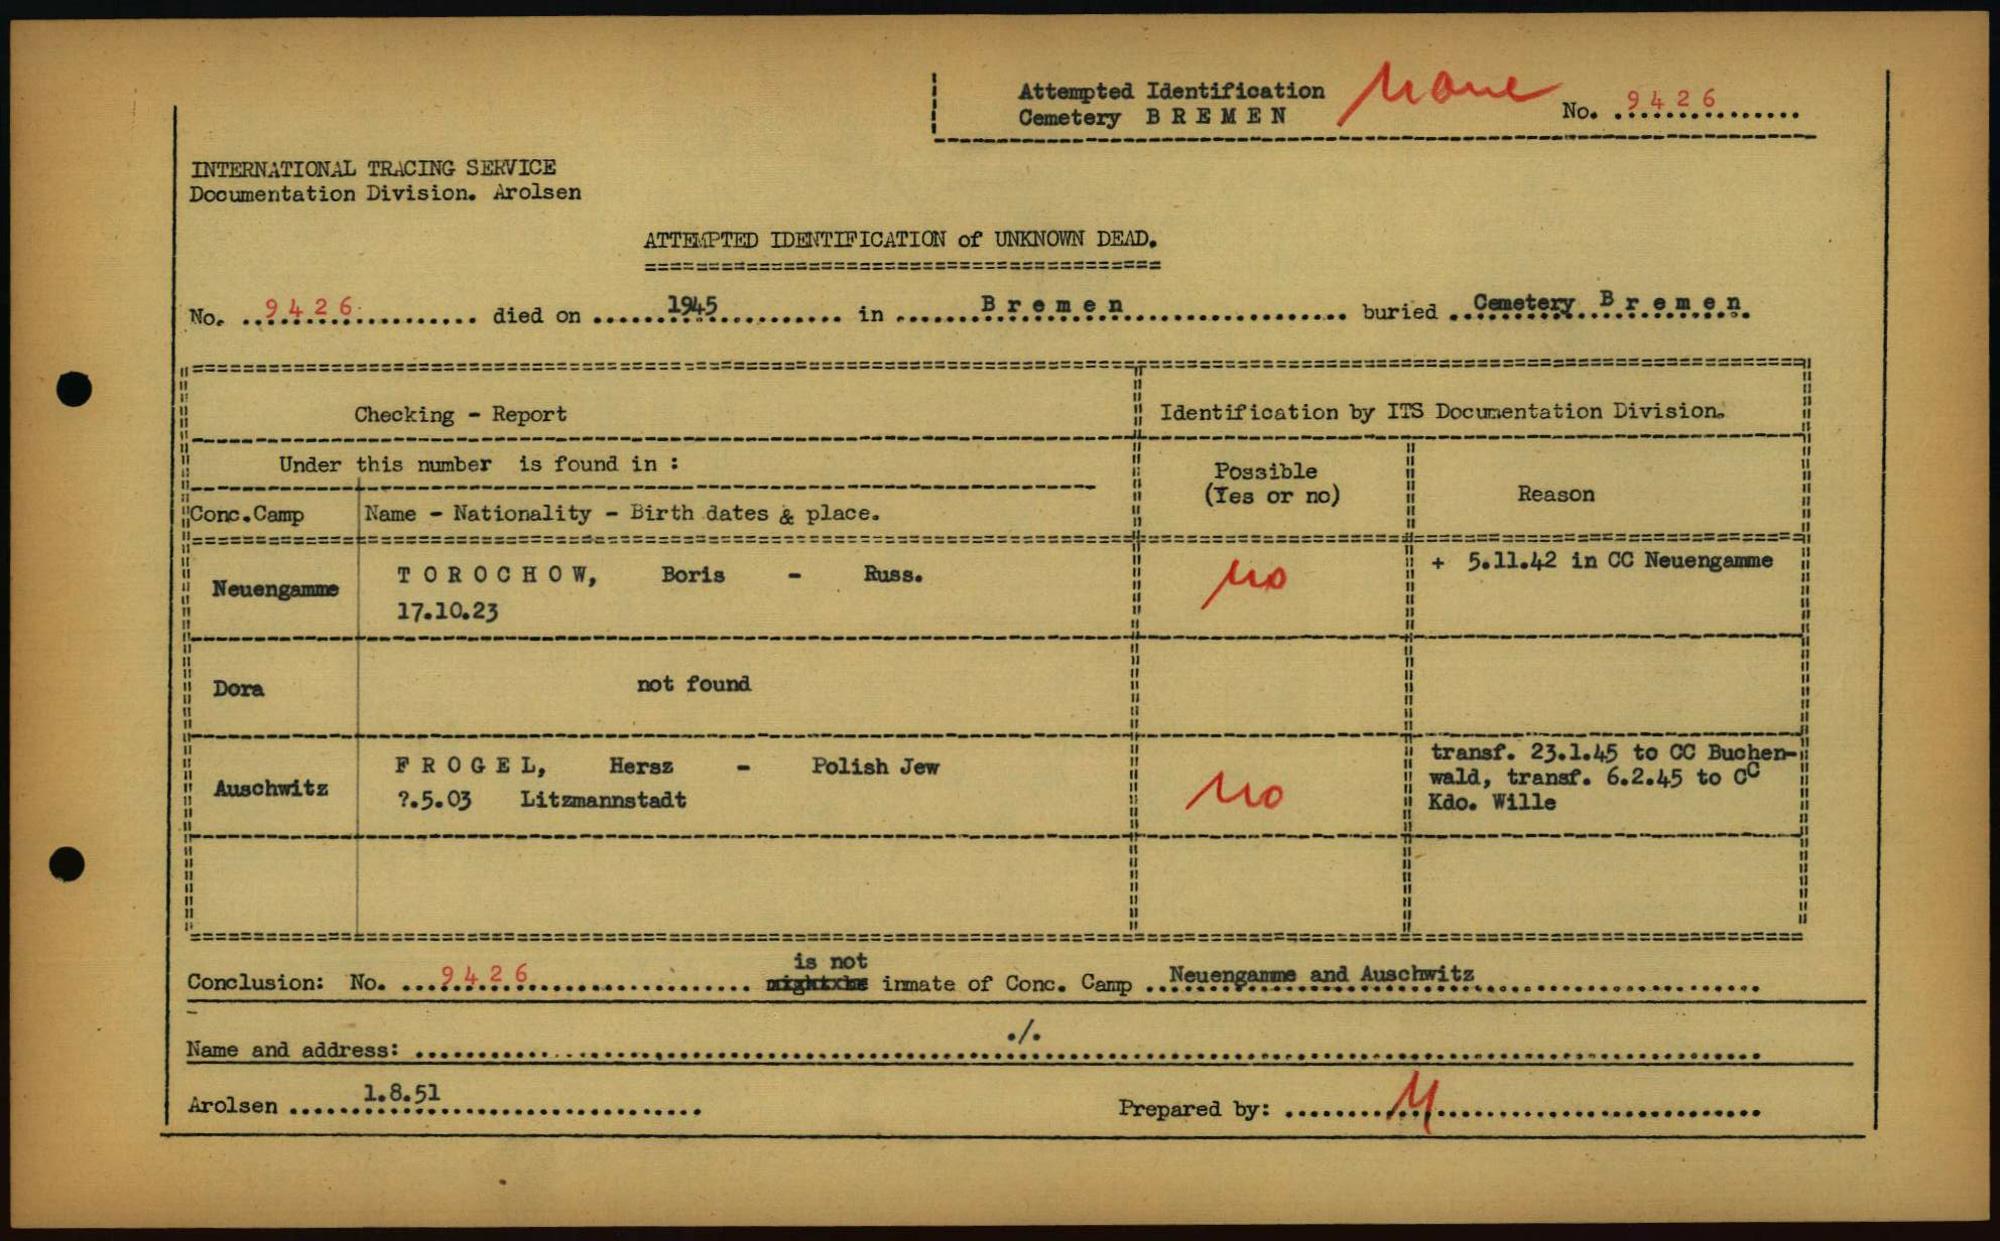 Attempted Identification None
Cemetery B R E M E N No. 9426
INTERNATIONAL TRACING SERVICE
Documentation Division. Arolsen
ATTEMPTED IDENTIFICATION of UNKNOWN DEAD.
No. 9426 died on 1945 in B r e m e n buried Cemetery B r e m e n
Checking - Report
Identification by ITS Documentation Division.
Under this number is found in :
Possible
(Yes or no)
Reason
Conc.Camp Name - Nationality - Birth dates & place.
Neuengamme
T O R O C H O W, Boris - Russ.
17.10.23
no
+ 5.11.42 in CC Neuengamme
Dora not found
Auschwitz
F R O G E L, Hersz - Polish Jew
?.5.03 Litzmannstadt
no
transf. 23.1.45 to CC Buchen-
wald, transf. 6.2.45 to CC
Kdo. Wille
is not
Conclusion: No. 9426 might be inmate of Conc. Camp Neuengamme and Auschwitz
Name and address: ./.
Arolsen 1.8.51 Prepared by: